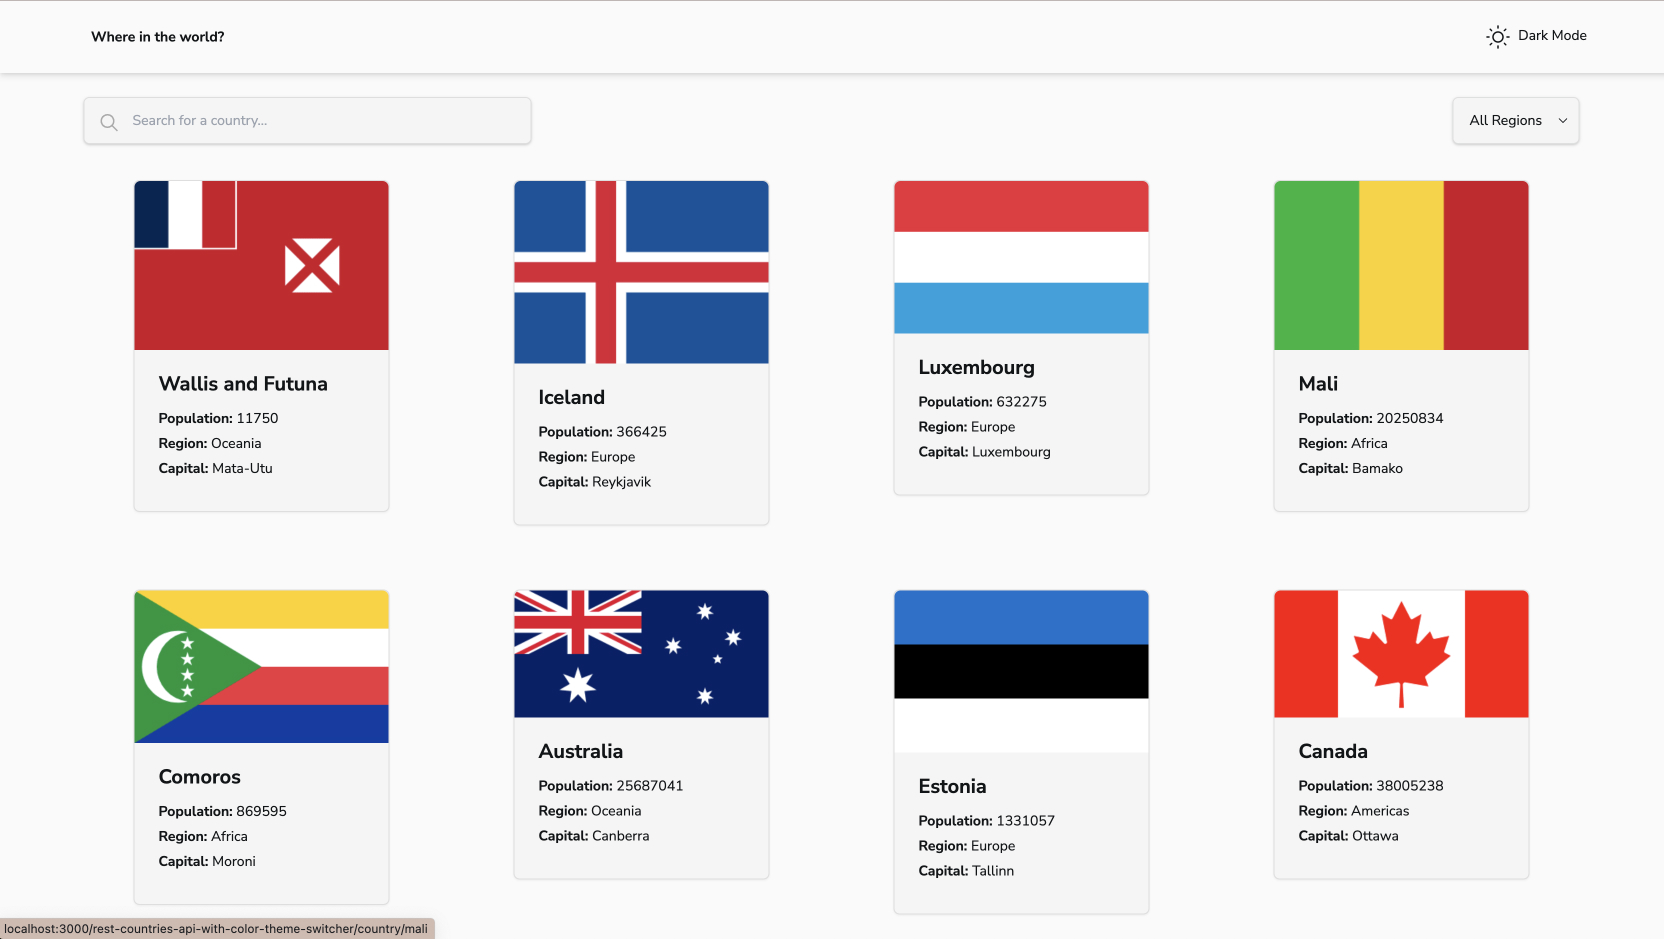 Where in the world?
Dark Mode
Search for a country...
All Regions
Wallis and Futuna
Population: 11750
Region: Oceania
Capital: Mata-Utu
Iceland
Population: 366425
Region: Europe
Capital: Reykjavik
Luxembourg
Population: 632275
Region: Europe
Capital: Luxembourg
Mali
Population: 20250834
Region: Africa
Capital: Bamako
Comoros
Population: 869595
Region: Africa
Capital: Moroni
Australia
Population: 25687041
Region: Oceania
Capital: Canberra
Estonia
Population: 1331057
Region: Europe
Capital: Tallinn
Canada
Population: 38005238
Region: Americas
Capital: Ottawa
localhost:3000/rest-countries-api-with-color-theme-switcher/country/mali